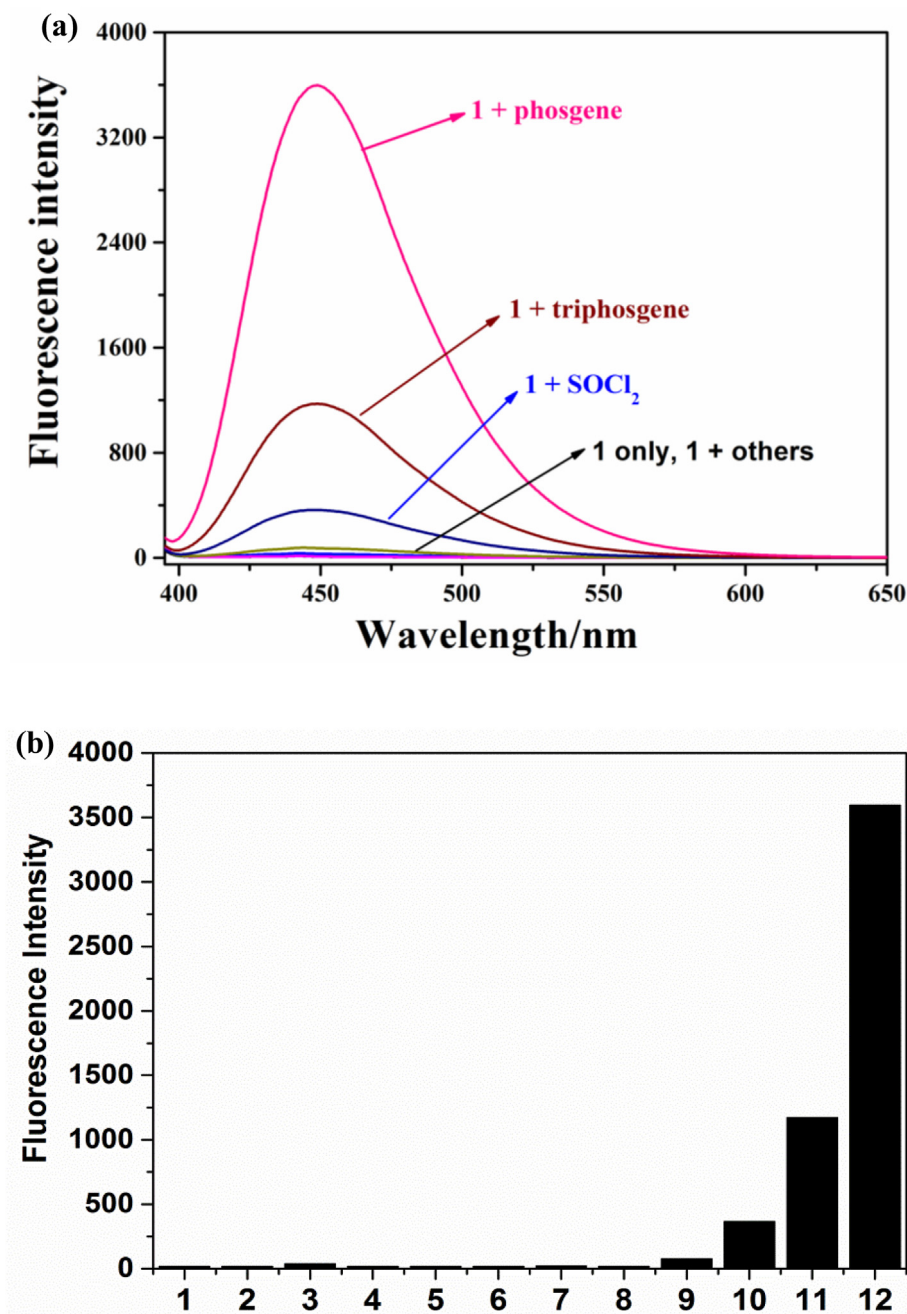 (a)
Fluorescence intensity
4000
3200
2400
1600
800
0
1 + phosgene
1 + triphosgene
1 + SOCl₂
1 only, 1 + others
400 450 500 550 600 650
Wavelength/nm
(b)
Fluorescence Intensity
4000
3500
3000
2500
2000
1500
1000
500
0
1 2 3 4 5 6 7 8 9 10 11 12